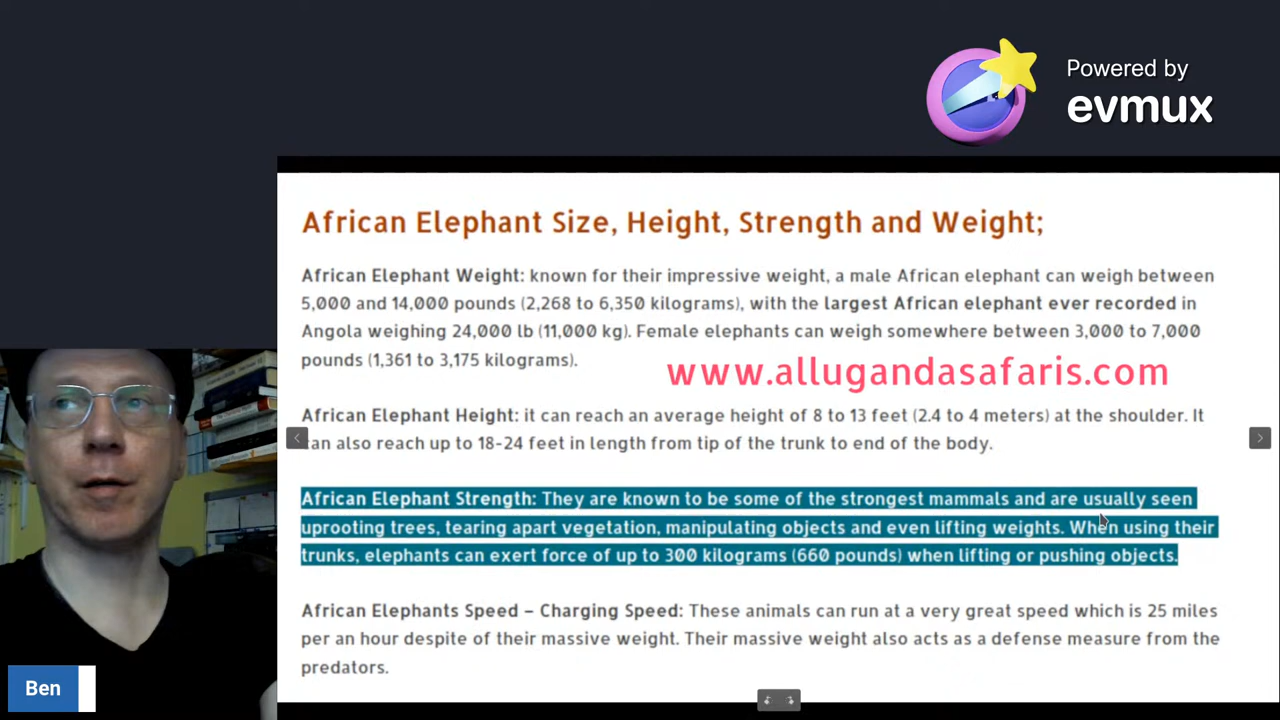 Powered by
evmux
African Elephant Size, Height, Strength and Weight;
African Elephant Weight: known for their impressive weight, a male African elephant can weigh between
5,000 and 14,000 pounds (2,268 to 6,350 kilograms), with the largest African elephant ever recorded in
Angola weighing 24,000 lb (11,000 kg). Female elephants can weigh somewhere between 3,000 to 7,000
pounds (1,361 to 3,175 kilograms).
www.allugandasafaris.com
African Elephant Height: it can reach an average height of 8 to 13 feet (2.4 to 4 meters) at the shoulder. It
can also reach up to 18-24 feet in length from tip of the trunk to end of the body.
African Elephant Strength: They are known to be some of the strongest mammals and are usually seen
uprooting trees, tearing apart vegetation, manipulating objects and even lifting weights. When using their
trunks, elephants can exert force of up to 300 kilograms (660 pounds) when lifting or pushing objects.
African Elephants Speed – Charging Speed: These animals can run at a very great speed which is 25 miles
per an hour despite of their massive weight. Their massive weight also acts as a defense measure from the
predators.
Ben